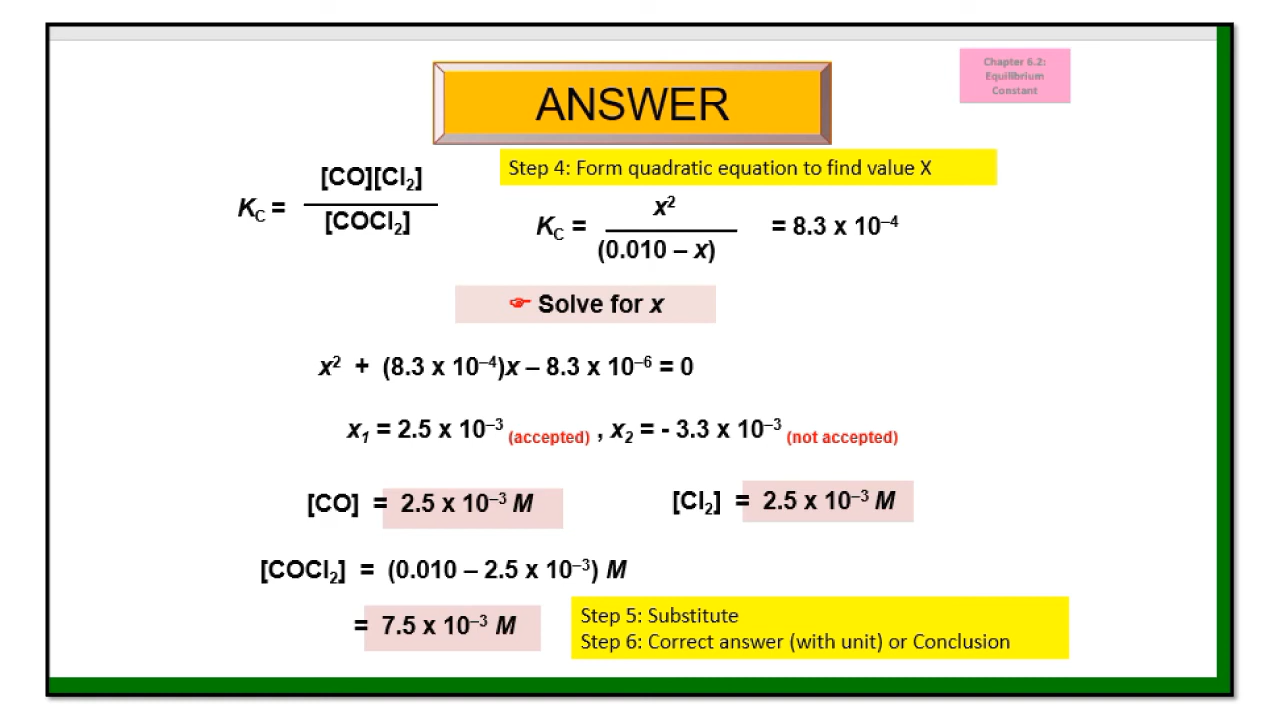 Chapter 6.2:
Equilibrium
Constant
ANSWER
Step 4: Form quadratic equation to find value X
[CO][Cl₂]
K_C =
[COCl₂]
x²
K_C = = 8.3 x 10⁻⁴
(0.010 – x)
☞ Solve for x
x² + (8.3 x 10⁻⁴)x – 8.3 x 10⁻⁶ = 0
x₁ = 2.5 x 10⁻³ (accepted) , x₂ = - 3.3 x 10⁻³ (not accepted)
[CO] = 2.5 x 10⁻³ M [Cl₂] = 2.5 x 10⁻³ M
[COCl₂] = (0.010 – 2.5 x 10⁻³) M
= 7.5 x 10⁻³ M
Step 5: Substitute
Step 6: Correct answer (with unit) or Conclusion